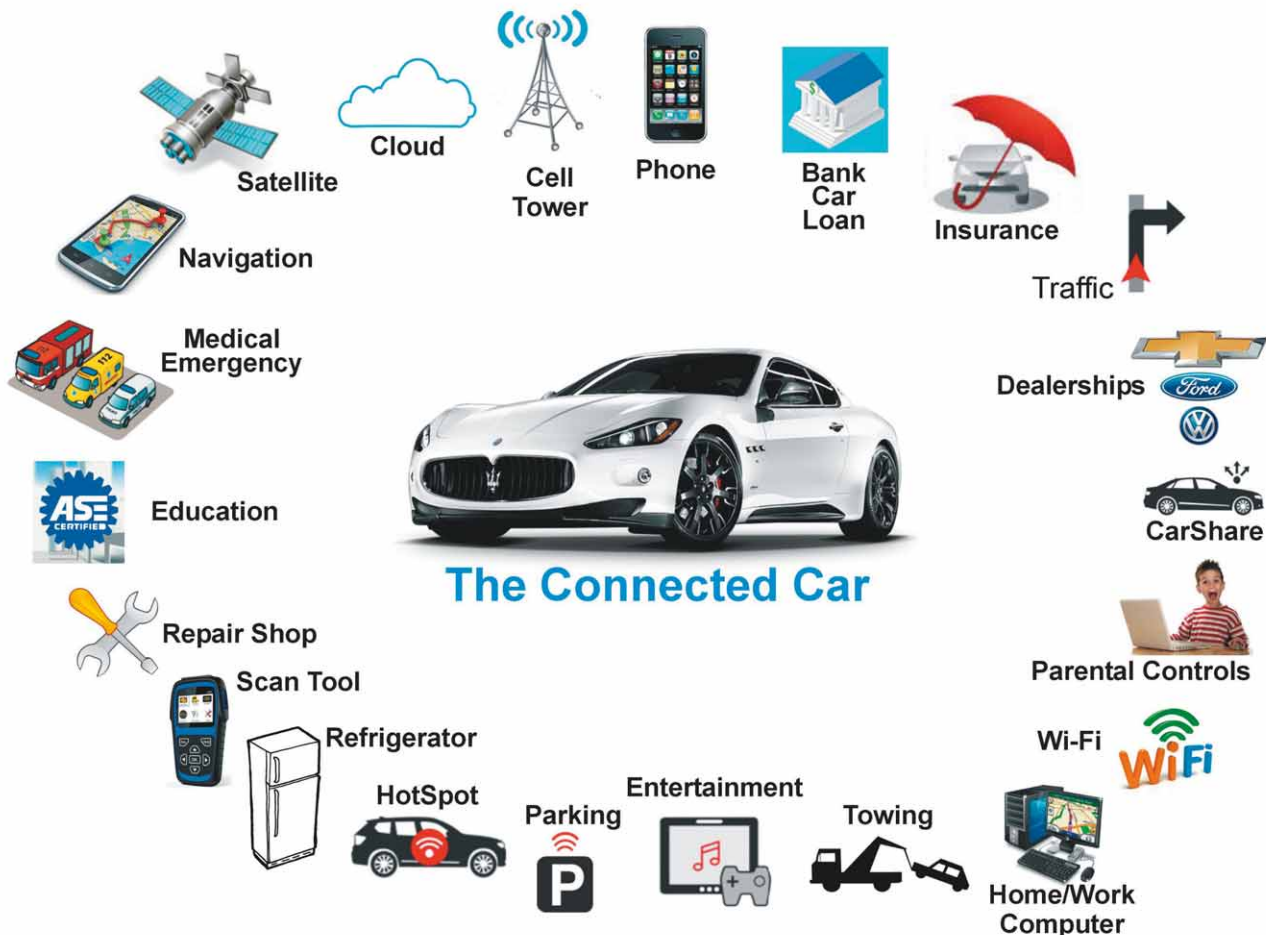 Cloud
Satellite
Cell
Tower
Phone
$
Bank
Car
Loan
Insurance
Navigation
Traffic
112
Medical
Emergency
Dealerships
Ford
VW
ASE
CERTIFIED
Education
CarShare
The Connected Car
Repair Shop
Parental Controls
Scan Tool
Refrigerator
Wi-Fi
WiFi
HotSpot
Parking
P
Entertainment
Towing
Home/Work
Computer